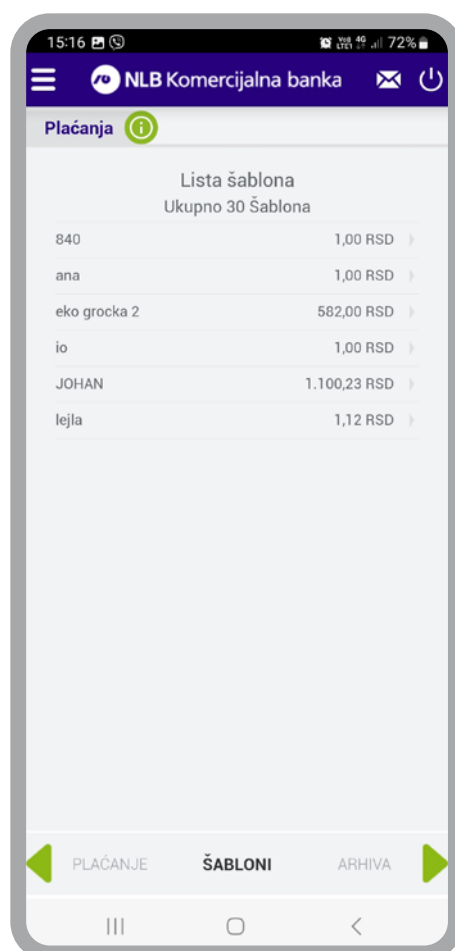 15:16 72%
NLB Komercijalna banka
Plaćanja
Lista šablona
Ukupno 30 Šablona
840 1,00 RSD
ana 1,00 RSD
eko grocka 2 582,00 RSD
io 1,00 RSD
JOHAN 1.100,23 RSD
lejla 1,12 RSD
PLAĆANJE ŠABLONI ARHIVA